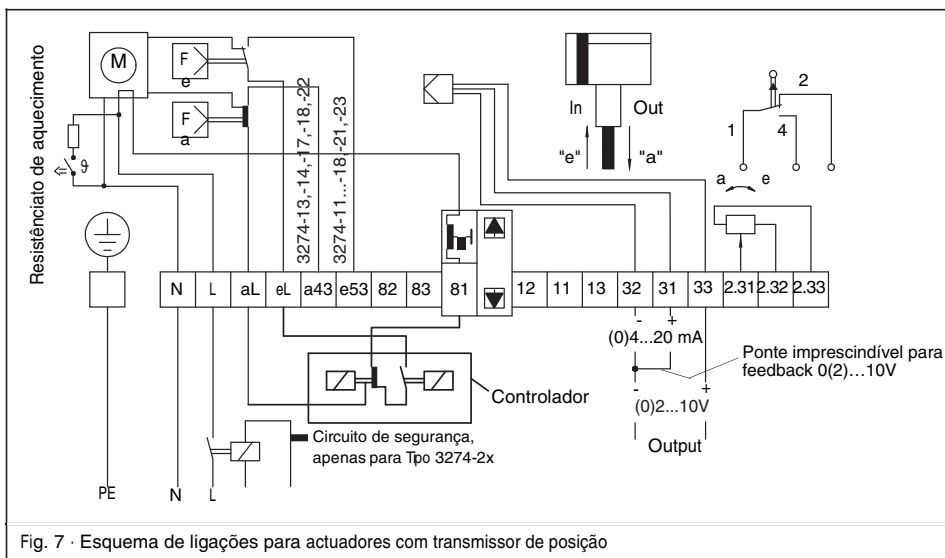 Resistênciato de aquecimento
M
F
e
F
a
ϑ
3274-13,-14,-17,-18,-22
3274-11...-18,-21,-23
In
Out
"e"
"a"
2
1
4
a
e
N
L
aL
eL
a43
e53
82
83
81
12
11
13
32
31
33
2.31
2.32
2.33
- +
(0)4...20 mA
Ponte imprescindível para
feedback 0(2)...10V
- +
(0)2...10V
Output
Controlador
Circuito de segurança,
apenas para Tipo 3274-2x
PE
N
L
Fig. 7 · Esquema de ligações para actuadores com transmissor de posição